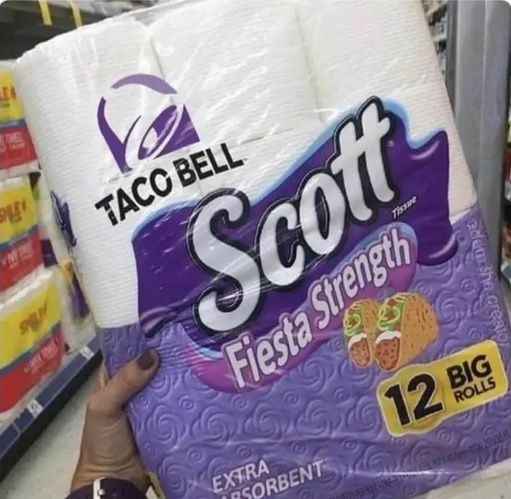 TACO BELL
Scott
Tissue
Fiesta Strength
12 BIG
ROLLS
EXTRA
ABSORBENT